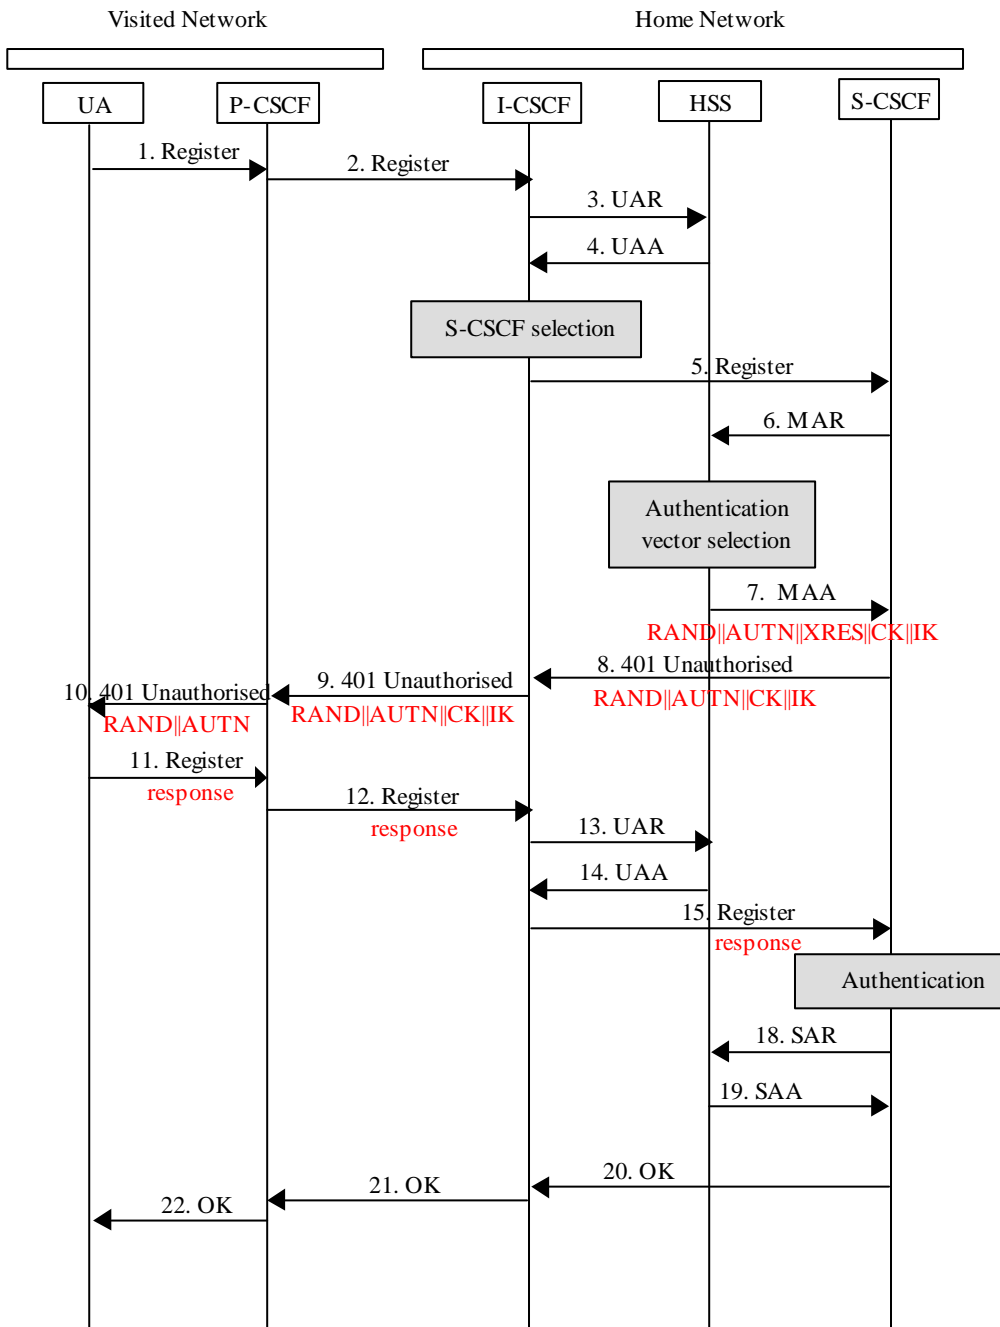 Visited Network
Home Network
UA
P-CSCF
I-CSCF
HSS
S-CSCF
1. Register
2. Register
3. UAR
4. UAA
S-CSCF selection
5. Register
6. MAR
Authentication
vector selection
7. MAA
RAND||AUTN||XRES||CK||IK
8. 401 Unauthorised
RAND||AUTN||CK||IK
9. 401 Unauthorised
RAND||AUTN||CK||IK
10. 401 Unauthorised
RAND||AUTN
11. Register
response
12. Register
response
13. UAR
14. UAA
15. Register
response
Authentication
18. SAR
19. SAA
20. OK
21. OK
22. OK